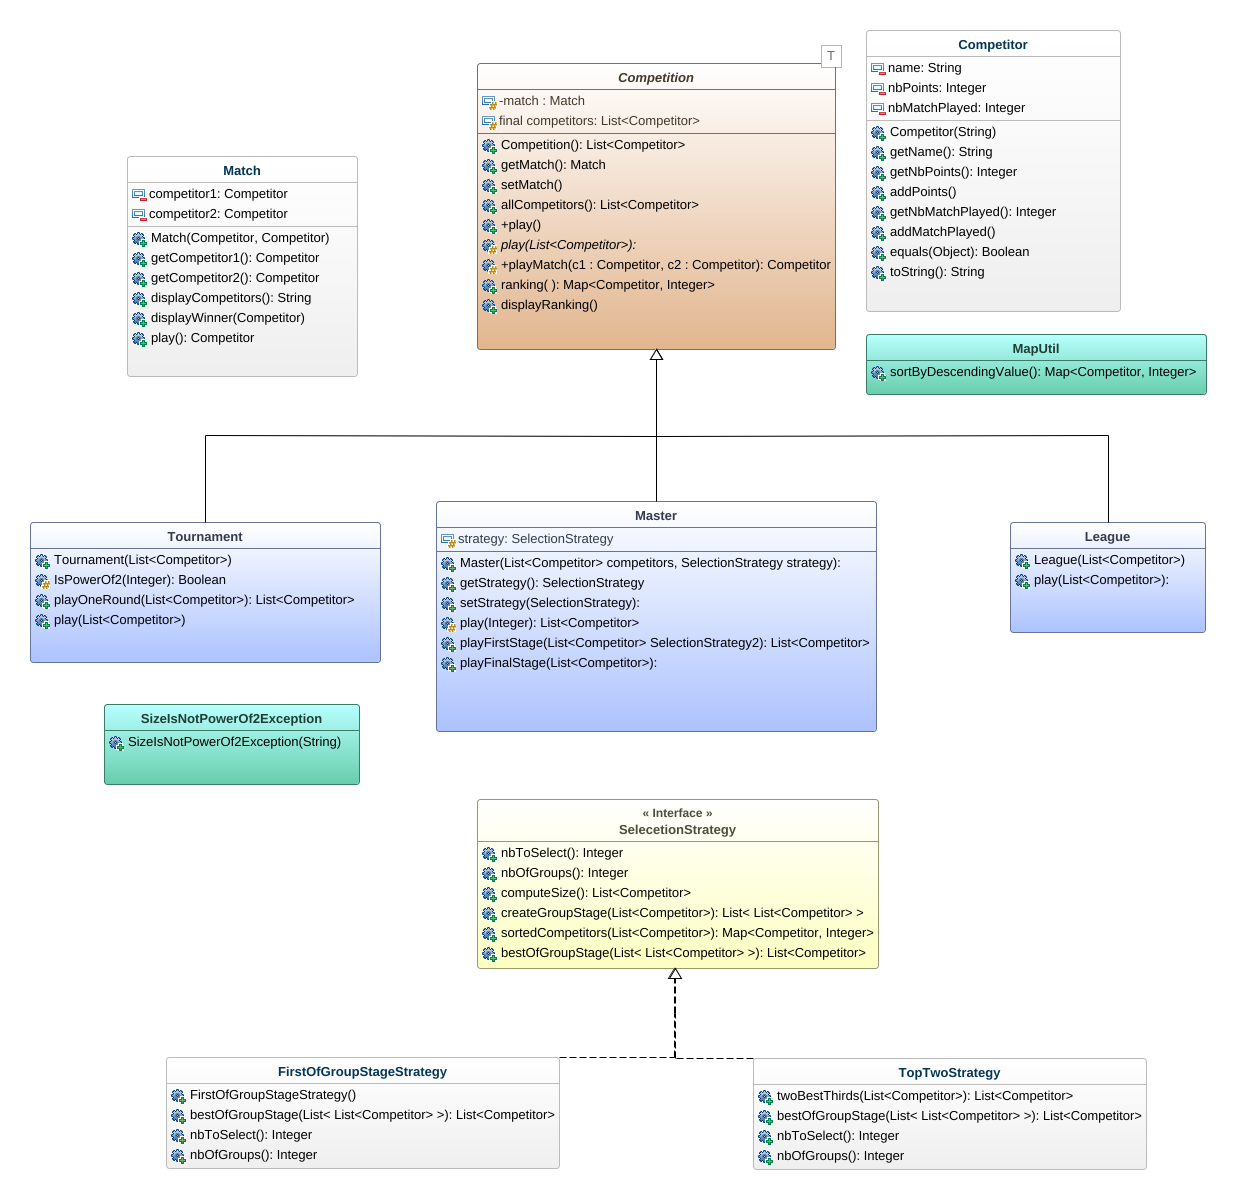 T
Competition
-match : Match
final competitors: List<Competitor>
Competition(): List<Competitor>
getMatch(): Match
setMatch()
allCompetitors(): List<Competitor>
+play()
play(List<Competitor>):
+playMatch(c1 : Competitor, c2 : Competitor): Competitor
ranking( ): Map<Competitor, Integer>
displayRanking()
Competitor
name: String
nbPoints: Integer
nbMatchPlayed: Integer
Competitor(String)
getName(): String
getNbPoints(): Integer
addPoints()
getNbMatchPlayed(): Integer
addMatchPlayed()
equals(Object): Boolean
toString(): String
Match
competitor1: Competitor
competitor2: Competitor
Match(Competitor, Competitor)
getCompetitor1(): Competitor
getCompetitor2(): Competitor
displayCompetitors(): String
displayWinner(Competitor)
play(): Competitor
MapUtil
sortByDescendingValue(): Map<Competitor, Integer>
Tournament
Tournament(List<Competitor>)
IsPowerOf2(Integer): Boolean
playOneRound(List<Competitor>): List<Competitor>
play(List<Competitor>)
Master
strategy: SelectionStrategy
Master(List<Competitor> competitors, SelectionStrategy strategy):
getStrategy(): SelectionStrategy
setStrategy(SelectionStrategy):
play(Integer): List<Competitor>
playFirstStage(List<Competitor> SelectionStrategy2): List<Competitor>
playFinalStage(List<Competitor>):
League
League(List<Competitor>)
play(List<Competitor>):
SizeIsNotPowerOf2Exception
SizeIsNotPowerOf2Exception(String)
« Interface »
SelecetionStrategy
nbToSelect(): Integer
nbOfGroups(): Integer
computeSize(): List<Competitor>
createGroupStage(List<Competitor>): List< List<Competitor> >
sortedCompetitors(List<Competitor>): Map<Competitor, Integer>
bestOfGroupStage(List< List<Competitor> >): List<Competitor>
FirstOfGroupStageStrategy
FirstOfGroupStageStrategy()
bestOfGroupStage(List< List<Competitor> >): List<Competitor>
nbToSelect(): Integer
nbOfGroups(): Integer
TopTwoStrategy
twoBestThirds(List<Competitor>): List<Competitor>
bestOfGroupStage(List< List<Competitor> >): List<Competitor>
nbToSelect(): Integer
nbOfGroups(): Integer